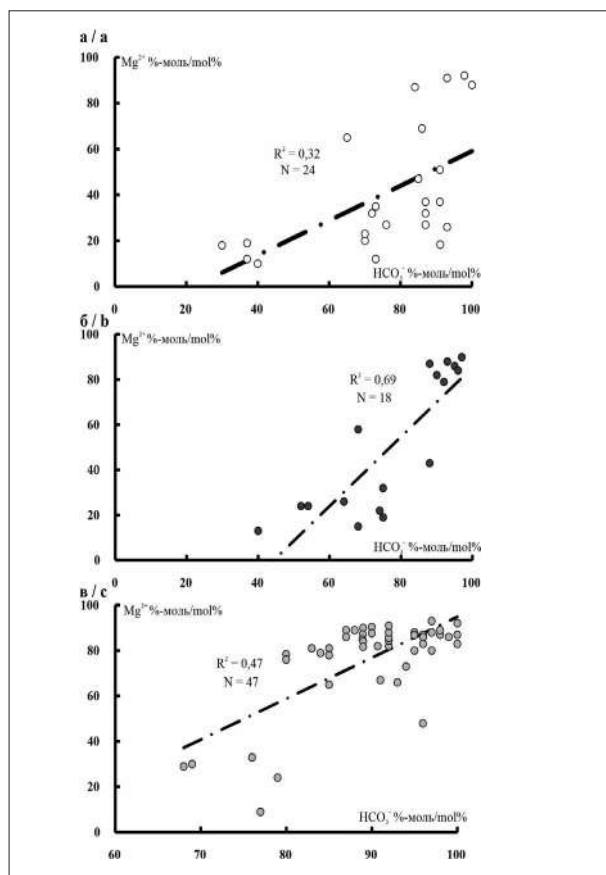 а / a
Mg²⁺ %-моль/mol%
100
80
60
40
20
0
R² = 0,32
N = 24
HCO₃⁻ %-моль/mol%
0 20 40 60 80 100
б / b
Mg²⁺ %-моль/mol%
100
80
60
40
20
0
R² = 0,69
N = 18
HCO₃⁻ %-моль/mol%
0 20 40 60 80 100
в / c
Mg²⁺ %-моль/mol%
100
80
60
40
20
0
R² = 0,47
N = 47
HCO₃⁻ %-моль/mol%
60 70 80 90 100